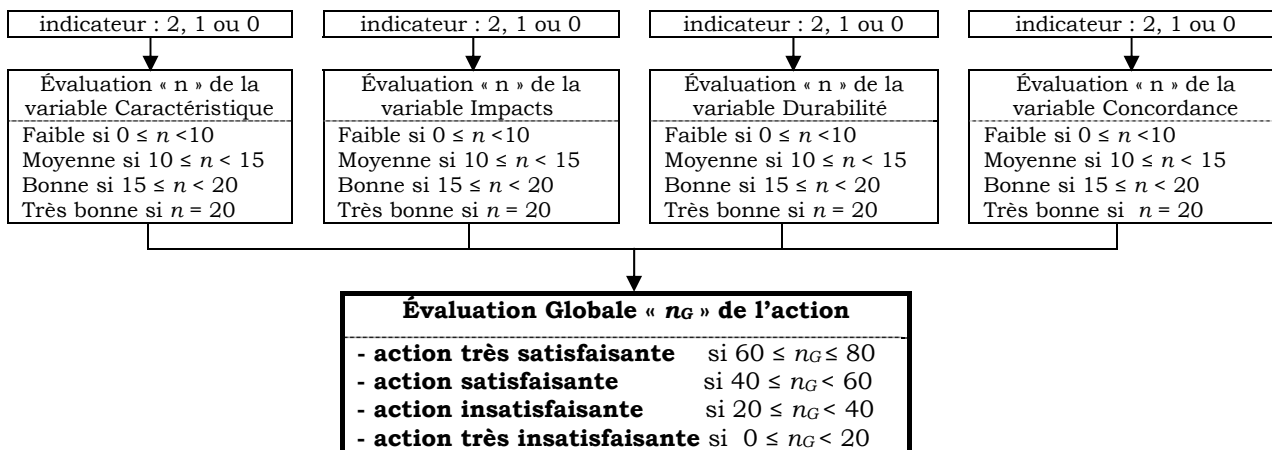 indicateur : 2, 1 ou 0
indicateur : 2, 1 ou 0
indicateur : 2, 1 ou 0
indicateur : 2, 1 ou 0
Évaluation « n » de la
variable Caractéristique
Faible si 0 ≤ n <10
Moyenne si 10 ≤ n < 15
Bonne si 15 ≤ n < 20
Très bonne si n = 20
Évaluation « n » de la
variable Impacts
Faible si 0 ≤ n <10
Moyenne si 10 ≤ n < 15
Bonne si 15 ≤ n < 20
Très bonne si n = 20
Évaluation « n » de la
variable Durabilité
Faible si 0 ≤ n <10
Moyenne si 10 ≤ n < 15
Bonne si 15 ≤ n < 20
Très bonne si n = 20
Évaluation « n » de la
variable Concordance
Faible si 0 ≤ n <10
Moyenne si 10 ≤ n < 15
Bonne si 15 ≤ n < 20
Très bonne si n = 20
Évaluation Globale « nG » de l’action
- action très satisfaisante si 60 ≤ nG ≤ 80
- action satisfaisante si 40 ≤ nG < 60
- action insatisfaisante si 20 ≤ nG < 40
- action très insatisfaisante si 0 ≤ nG < 20